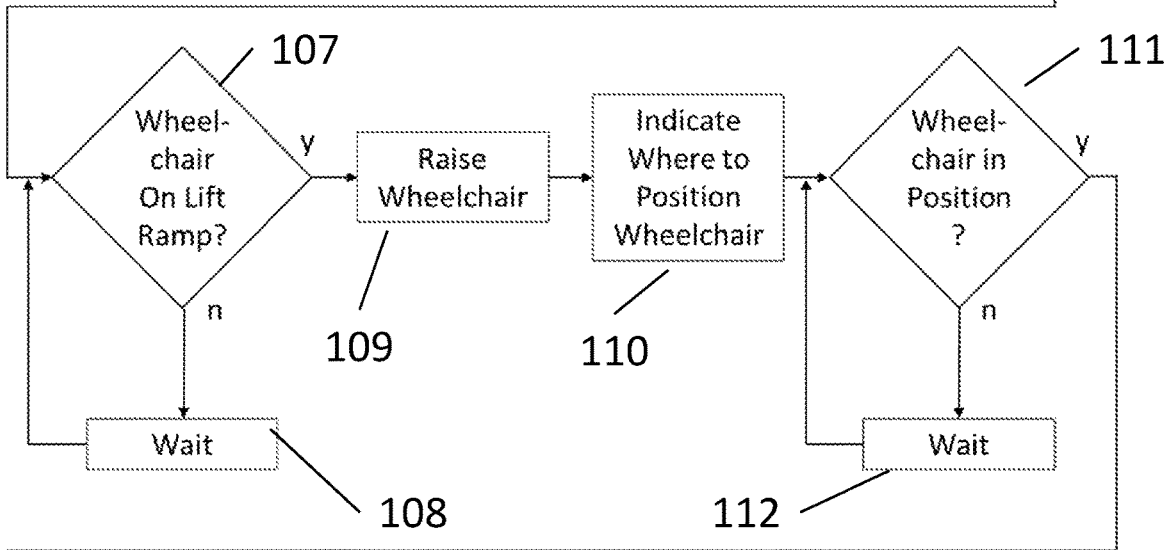 107
Wheel-
chair
On Lift
Ramp?
y
n
Wait
108
Raise
Wheelchair
109
Indicate
Where to
Position
Wheelchair
110
111
Wheel-
chair in
Position
?
y
n
Wait
112